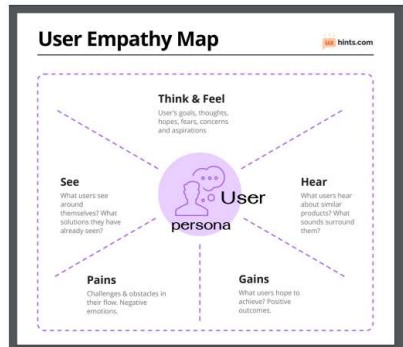 User Empathy Map
ux hints.com
Think & Feel
User's goals, thoughts,
hopes, fears, concerns
and aspirations
See
What users see
around
themselves? What
solutions they have
already seen?
User
persona
Hear
What users hear
about similar
products? What
sounds surround
them?
Pains
Challenges & obstacles in
their flow. Negative
emotions.
Gains
What users hope to
achieve? Positive
outcomes.